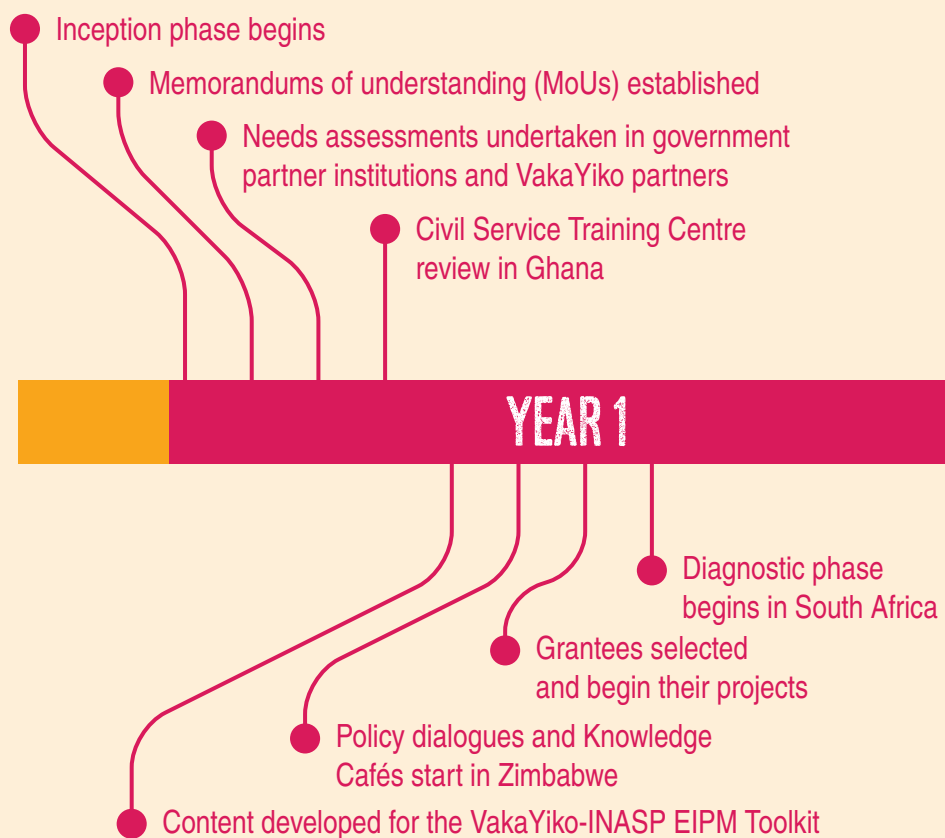 Inception phase begins
Memorandums of understanding (MoUs) established
Needs assessments undertaken in government
partner institutions and VakaYiko partners
Civil Service Training Centre
review in Ghana
YEAR 1
Diagnostic phase
begins in South Africa
Grantees selected
and begin their projects
Policy dialogues and Knowledge
Cafés start in Zimbabwe
Content developed for the VakaYiko-INASP EIPM Toolkit